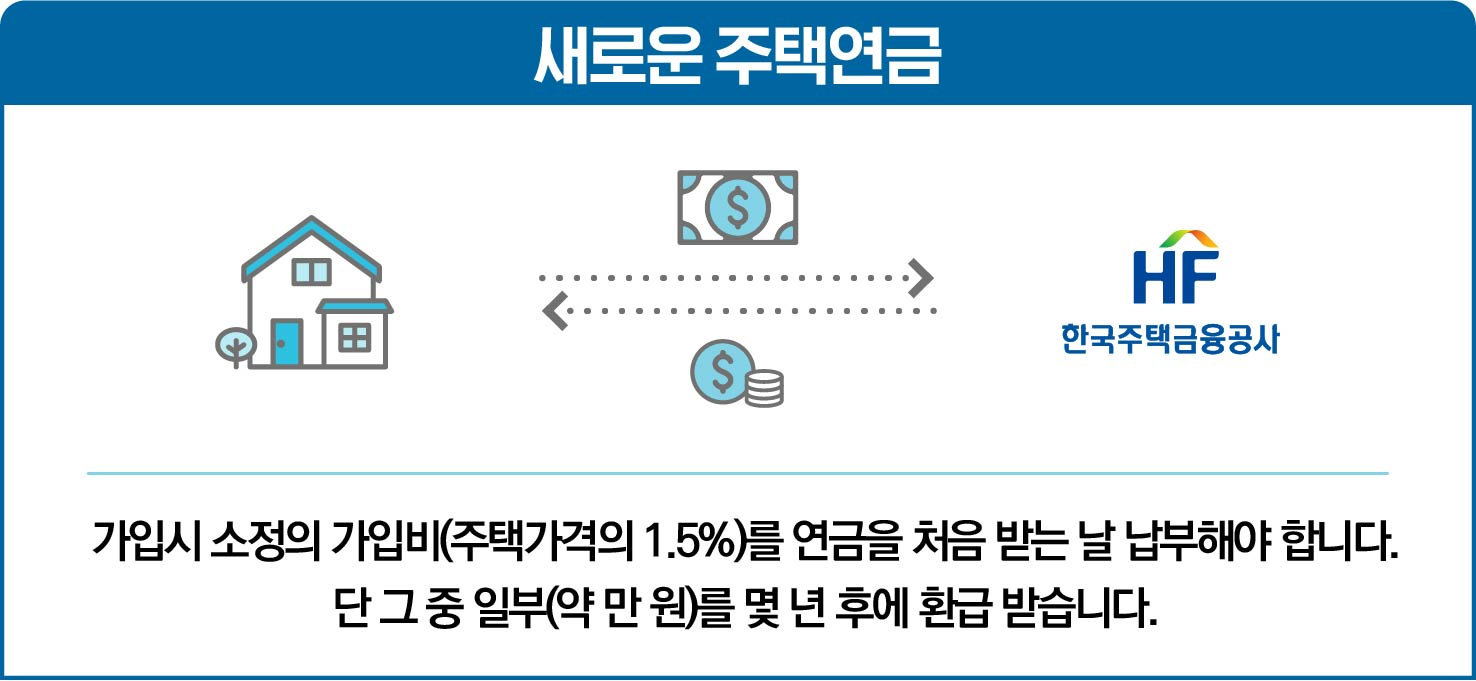 새로운 주택연금
$
HF
한국주택금융공사
$
가입시 소정의 가입비(주택가격의 1.5%)를 연금을 처음 받는 날 납부해야 합니다.
단 그 중 일부(약 만 원)를 몇 년 후에 환급 받습니다.